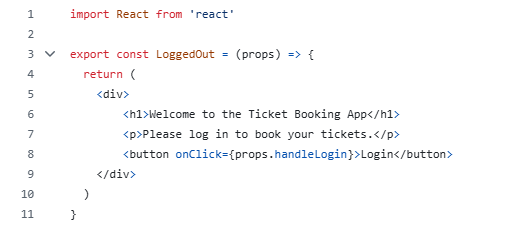 1 import React from 'react'
2
3 export const LoggedOut = (props) => {
4   return (
5     <div>
6         <h1>Welcome to the Ticket Booking App</h1>
7         <p>Please log in to book your tickets.</p>
8         <button onClick={props.handleLogin}>Login</button>
9     </div>
10   )
11 }